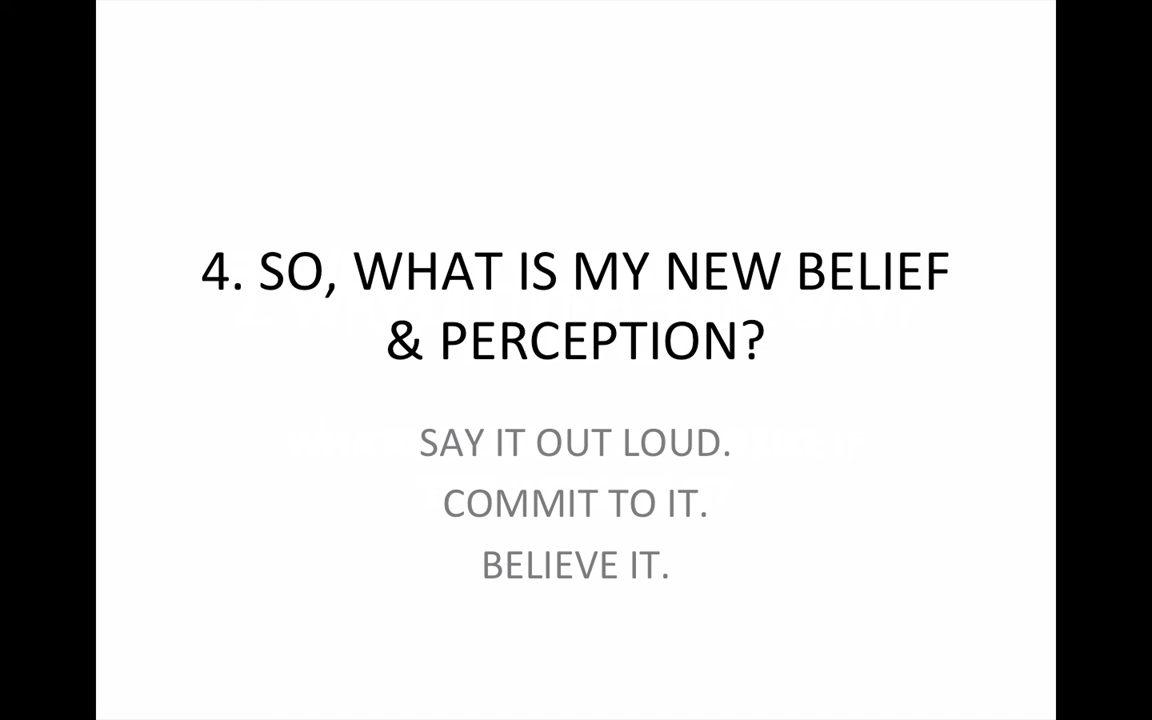 4. SO, WHAT IS MY NEW BELIEF
& PERCEPTION?
SAY IT OUT LOUD.
COMMIT TO IT.
BELIEVE IT.